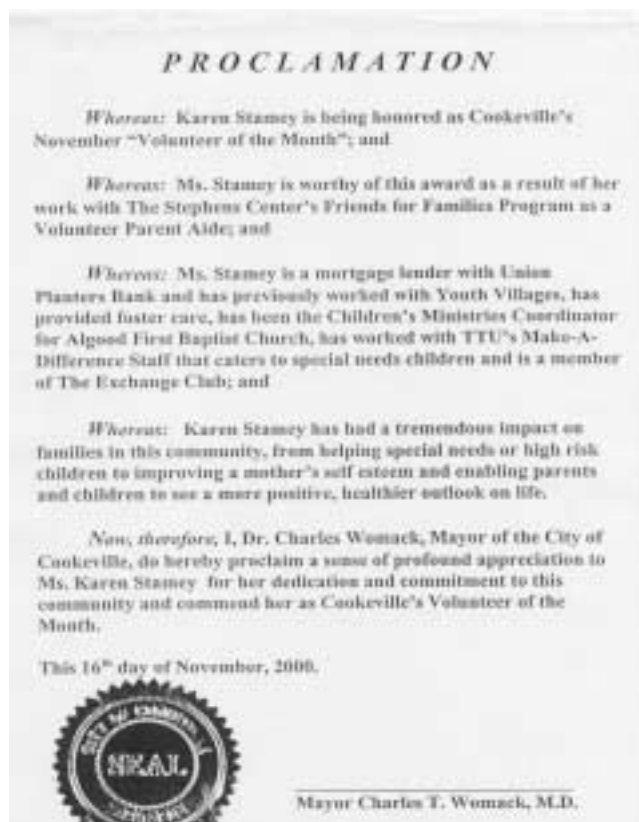 PROCLAMATION
Whereas: Karen Stamey is being honored as Cookeville's
November "Volunteer of the Month"; and
Whereas: Ms. Stamey is worthy of this award as a result of her
work with The Stephens Center's Friends for Families Program as a
Volunteer Parent Aide; and
Whereas: Ms. Stamey is a mortgage lender with Union
Planters Bank and has previously worked with Youth Villages, has
provided foster care, has been the Children's Ministries Coordinator
for Algood First Baptist Church, has worked with TTU's Make-A-
Difference Staff that caters to special needs children and is a member
of The Exchange Club; and
Whereas: Karen Stamey has had a tremendous impact on
families in this community, from helping special needs or high risk
children to improving a mother's self esteem and enabling parents
and children to see a more positive, healthier outlook on life.
Now, therefore, I, Dr. Charles Womack, Mayor of the City of
Cookeville, do hereby proclaim a sense of profound appreciation to
Ms. Karen Stamey for her dedication and commitment to this
community and commend her as Cookeville's Volunteer of the
Month.
This 16th day of November, 2000.
SEAL
Mayor Charles T. Womack, M.D.